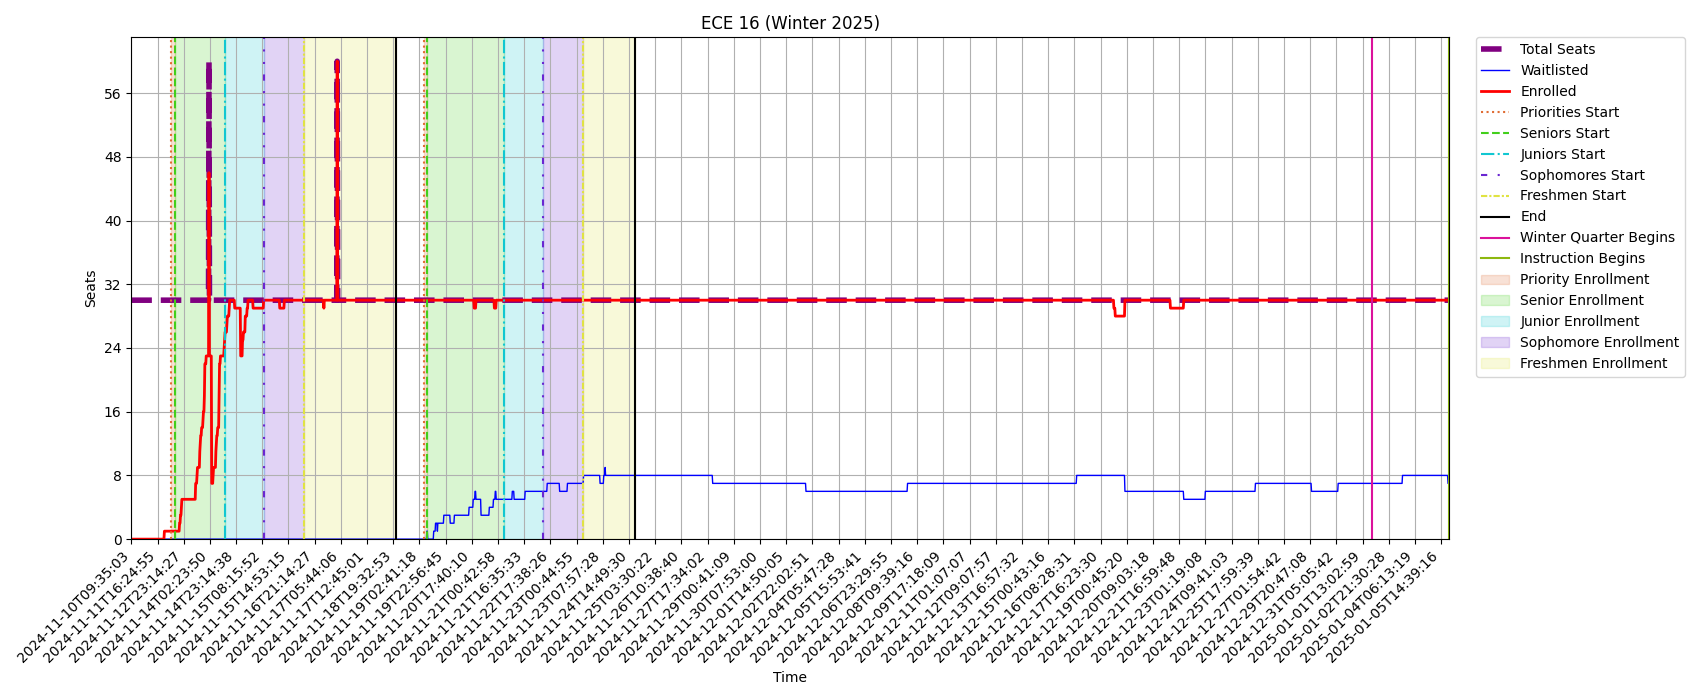 ECE 16 (Winter 2025)
Total Seats
Waitlisted
Enrolled
Priorities Start
Seniors Start
Juniors Start
Sophomores Start
Freshmen Start
End
Winter Quarter Begins
Instruction Begins
Priority Enrollment
Senior Enrollment
Junior Enrollment
Sophomore Enrollment
Freshmen Enrollment
Seats
56
48
40
32
24
16
8
0
2024-11-10T09:35:03
2024-11-11T16:24:55
2024-11-12T23:14:27
2024-11-14T02:23:50
2024-11-14T23:14:38
2024-11-15T08:15:52
2024-11-15T14:53:15
2024-11-16T21:14:27
2024-11-17T05:44:06
2024-11-17T12:45:01
2024-11-18T19:32:53
2024-11-19T02:41:18
2024-11-19T22:56:45
2024-11-20T17:40:10
2024-11-21T00:42:58
2024-11-21T16:35:33
2024-11-22T17:38:26
2024-11-23T00:44:55
2024-11-23T07:57:28
2024-11-24T14:49:30
2024-11-25T03:30:22
2024-11-26T10:38:40
2024-11-27T17:34:02
2024-11-29T00:41:09
2024-11-30T07:53:00
2024-12-01T14:50:05
2024-12-02T22:02:51
2024-12-04T05:47:28
2024-12-05T15:53:41
2024-12-06T23:29:55
2024-12-08T09:39:16
2024-12-09T17:18:09
2024-12-11T01:07:07
2024-12-12T09:07:57
2024-12-13T16:57:32
2024-12-15T00:43:16
2024-12-16T08:28:31
2024-12-17T16:23:30
2024-12-19T00:45:20
2024-12-20T09:03:18
2024-12-21T16:59:48
2024-12-23T01:19:08
2024-12-24T09:41:03
2024-12-25T17:59:39
2024-12-27T01:54:42
2024-12-29T20:47:08
2024-12-31T05:05:42
2025-01-01T13:02:59
2025-01-02T21:30:28
2025-01-04T06:13:19
2025-01-05T14:39:16
Time